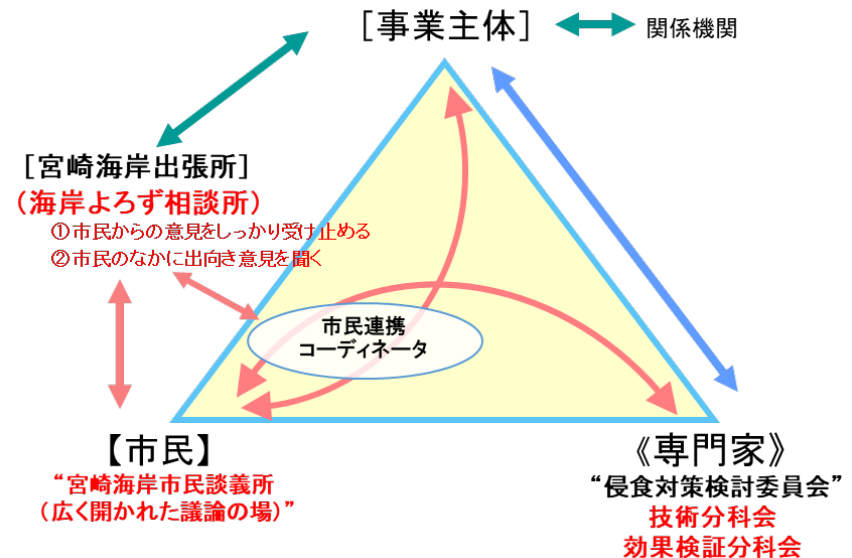 ［事業主体］
関係機関
［宮崎海岸出張所］
（海岸よろず相談所）
①市民からの意見をしっかり受け止める
②市民のなかに出向き意見を聞く
市民連携
コーディネータ
【市民】
“宮崎海岸市民談義所
（広く開かれた議論の場）”
《専門家》
“侵食対策検討委員会”
技術分科会
効果検証分科会